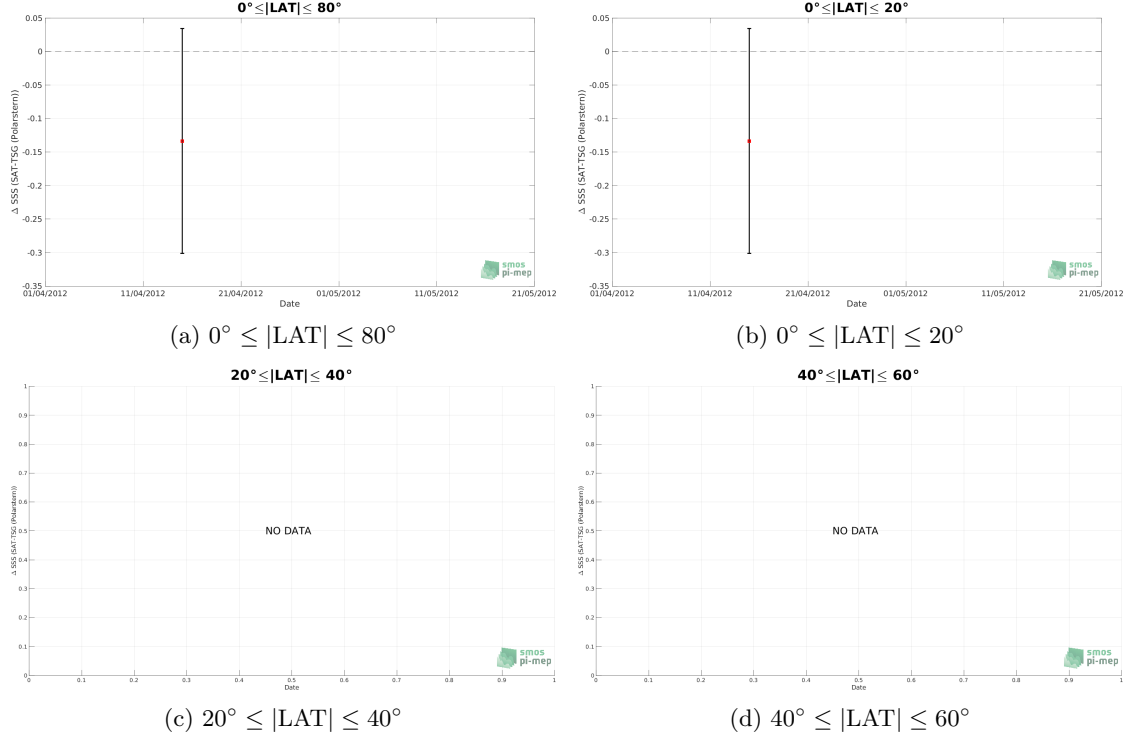 0°≤|LAT|≤ 80°
0.05
0
-0.05
-0.1
-0.15
-0.2
-0.25
-0.3
-0.35
Δ SSS (SAT-TSG (Polarstern))
01/04/2012 11/04/2012 21/04/2012 01/05/2012 11/05/2012 21/05/2012
Date
smos
pi-mep
(a) 0° ≤ |LAT| ≤ 80°
0°≤|LAT|≤ 20°
0.05
0
-0.05
-0.1
-0.15
-0.2
-0.25
-0.3
-0.35
Δ SSS (SAT-TSG (Polarstern))
01/04/2012 11/04/2012 21/04/2012 01/05/2012 11/05/2012 21/05/2012
Date
smos
pi-mep
(b) 0° ≤ |LAT| ≤ 20°
20°≤|LAT|≤ 40°
1
0.9
0.8
0.7
0.6
0.5
0.4
0.3
0.2
0.1
0
Δ SSS (SAT-TSG (Polarstern))
NO DATA
0 0.1 0.2 0.3 0.4 0.5 0.6 0.7 0.8 0.9 1
Date
smos
pi-mep
(c) 20° ≤ |LAT| ≤ 40°
40°≤|LAT|≤ 60°
1
0.9
0.8
0.7
0.6
0.5
0.4
0.3
0.2
0.1
0
Δ SSS (SAT-TSG (Polarstern))
NO DATA
0 0.1 0.2 0.3 0.4 0.5 0.6 0.7 0.8 0.9 1
Date
smos
pi-mep
(d) 40° ≤ |LAT| ≤ 60°